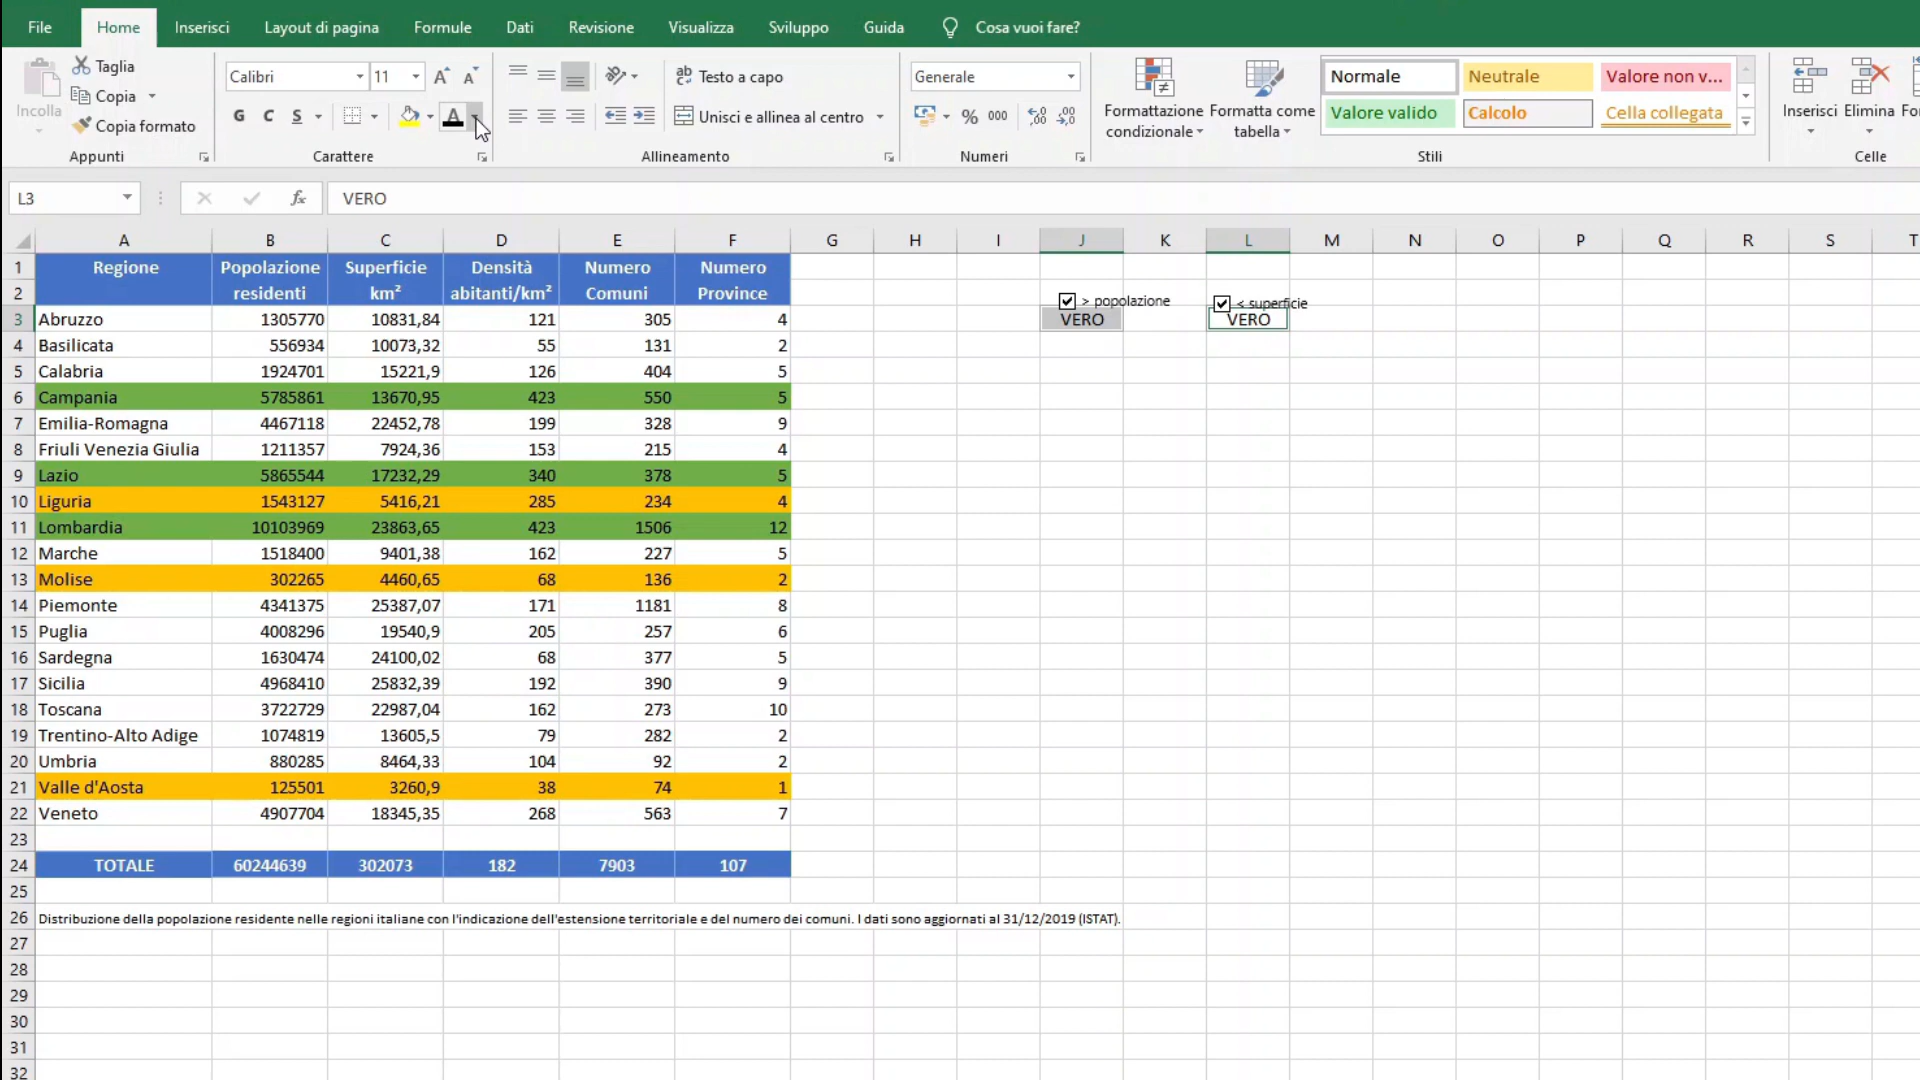 File Home Inserisci Layout di pagina Formule Dati Revisione Visualizza Sviluppo Guida Cosa vuoi fare?
Incolla
Taglia
Copia
Copia formato
Appunti
Calibri 11
G C S A
Carattere
Testo a capo
Unisci e allinea al centro
Allineamento
Generale
% 000
Numeri
Formattazione condizionale
Formatta come tabella
Normale Neutrale Valore non v...
Valore valido Calcolo Cella collegata
Stili
Inserisci Elimina
Celle
L3 fx VERO
A B C D E F G H I J K L M N O P Q R S T
1 Regione Popolazione Superficie Densità Numero Numero
2 residenti km² abitanti/km² Comuni Province > popolazione < superficie
3 Abruzzo 1305770 10831,84 121 305 4 VERO VERO
4 Basilicata 556934 10073,32 55 131 2
5 Calabria 1924701 15221,9 126 404 5
6 Campania 5785861 13670,95 423 550 5
7 Emilia-Romagna 4467118 22452,78 199 328 9
8 Friuli Venezia Giulia 1211357 7924,36 153 215 4
9 Lazio 5865544 17232,29 340 378 5
10 Liguria 1543127 5416,21 285 234 4
11 Lombardia 10103969 23863,65 423 1506 12
12 Marche 1518400 9401,38 162 227 5
13 Molise 302265 4460,65 68 136 2
14 Piemonte 4341375 25387,07 171 1181 8
15 Puglia 4008296 19540,9 205 257 6
16 Sardegna 1630474 24100,02 68 377 5
17 Sicilia 4968410 25832,39 192 390 9
18 Toscana 3722729 22987,04 162 273 10
19 Trentino-Alto Adige 1074819 13605,5 79 282 2
20 Umbria 880285 8464,33 104 92 2
21 Valle d'Aosta 125501 3260,9 38 74 1
22 Veneto 4907704 18345,35 268 563 7
23
24 TOTALE 60244639 302073 182 7903 107
25
26 Distribuzione della popolazione residente nelle regioni italiane con l'indicazione dell'estensione territoriale e del numero dei comuni. I dati sono aggiornati al 31/12/2019 (ISTAT).
27
28
29
30
31
32